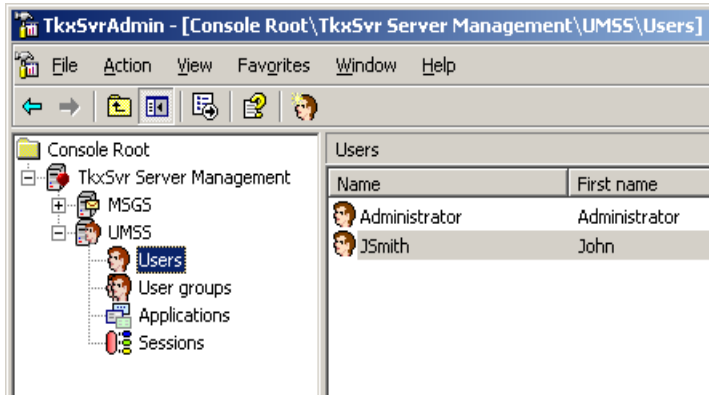 TkxSvrAdmin - [Console Root\TkxSvr Server Management\UMSS\Users]
File Action View Favorites Window Help
Console Root
TkxSvr Server Management
MSGS
UMSS
Users
User groups
Applications
Sessions
Users
Name First name
Administrator Administrator
JSmith John